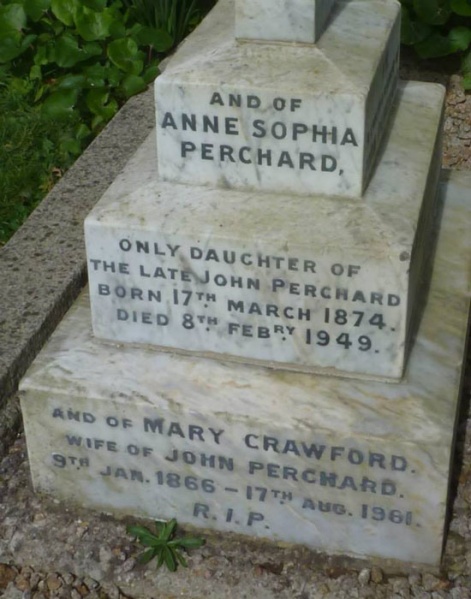 AND OF
ANNE SOPHIA
PERCHARD,
ONLY DAUGHTER OF
THE LATE JOHN PERCHARD
BORN 17TH MARCH 1874.
DIED 8TH FEBRY. 1949.
AND OF MARY CRAWFORD.
WIFE OF JOHN PERCHARD.
9TH JAN. 1866 – 17TH AUG. 1961.
R.I.P.